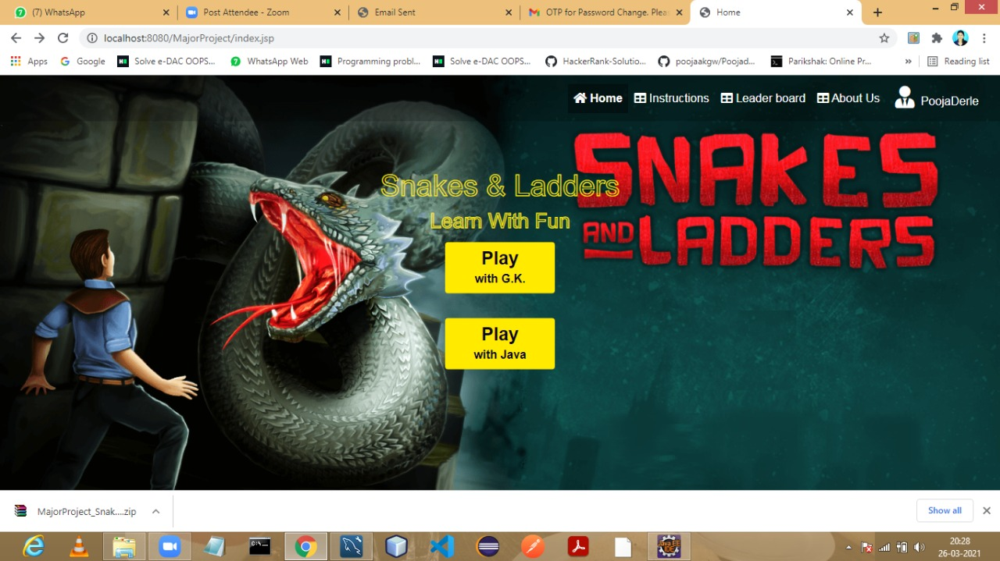 (7) WhatsApp
Post Attendee - Zoom
Email Sent
OTP for Password Change. Pleas
Home
localhost:8080/MajorProject/index.jsp
Apps
Google
Solve e-DAC OOPS...
WhatsApp Web
Programming probl...
Solve e-DAC OOPS...
HackerRank-Solutio...
poojaakgw/Poojad...
Parikshak: Online Pr...
»
Reading list
Home
Instructions
Leader board
About Us
PoojaDerle
SNAKES
AND LADDERS
Snakes & Ladders
Learn With Fun
Play
with G.K.
Play
with Java
MajorProject_Snak....zip
Show all
20:28
26-03-2021